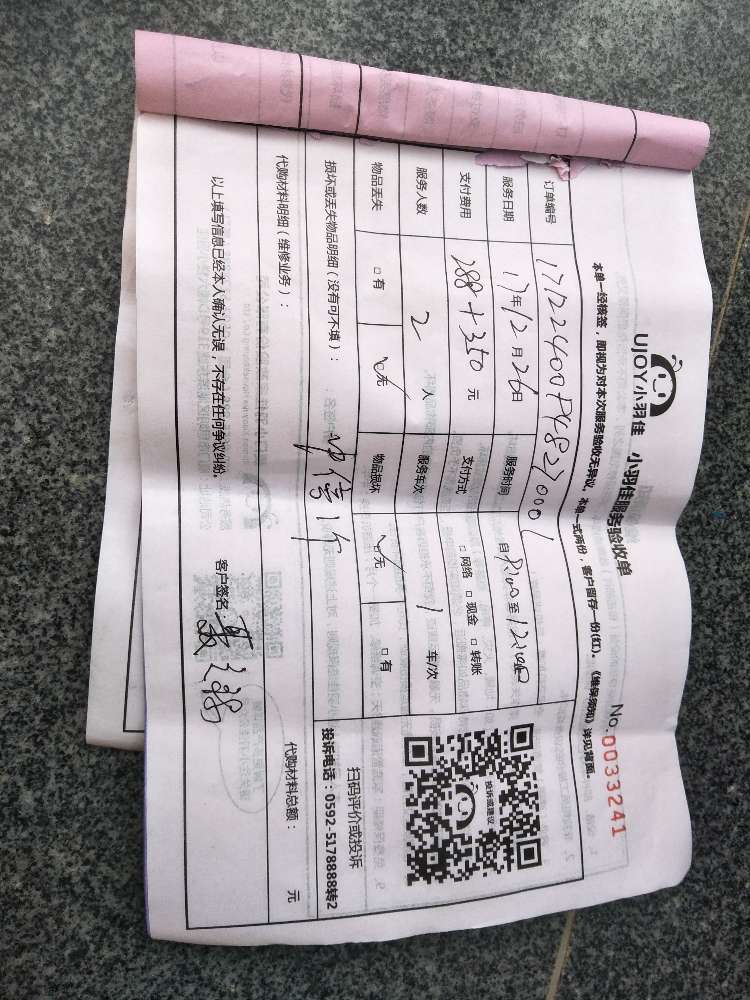 UJOY小羽佳 小羽佳服务验收单
No.0033241
本单一经核签，即视为对本次服务验收无异议。本单一式两份，客户留存一份(红)。《维保须知》详见背面。
订单编号
服务日期 17年12月26日 服务时间 自8:00至12:00
支付费用 288+350 元 支付方式 □网络 □现金 □转账
服务人数 2 人 服务车次 1 车/次
物品丢失 □有 □无 物品损坏 □无 □有
投诉或建议
扫码评价或投诉
投诉电话：0592-5178888转2
损坏或丢失物品明细（没有可不填）：
代购材料明细（维修业务）：
代购材料总额： 元
以上填写信息已经本人确认无误，不存在任何争议纠纷。 客户签名：